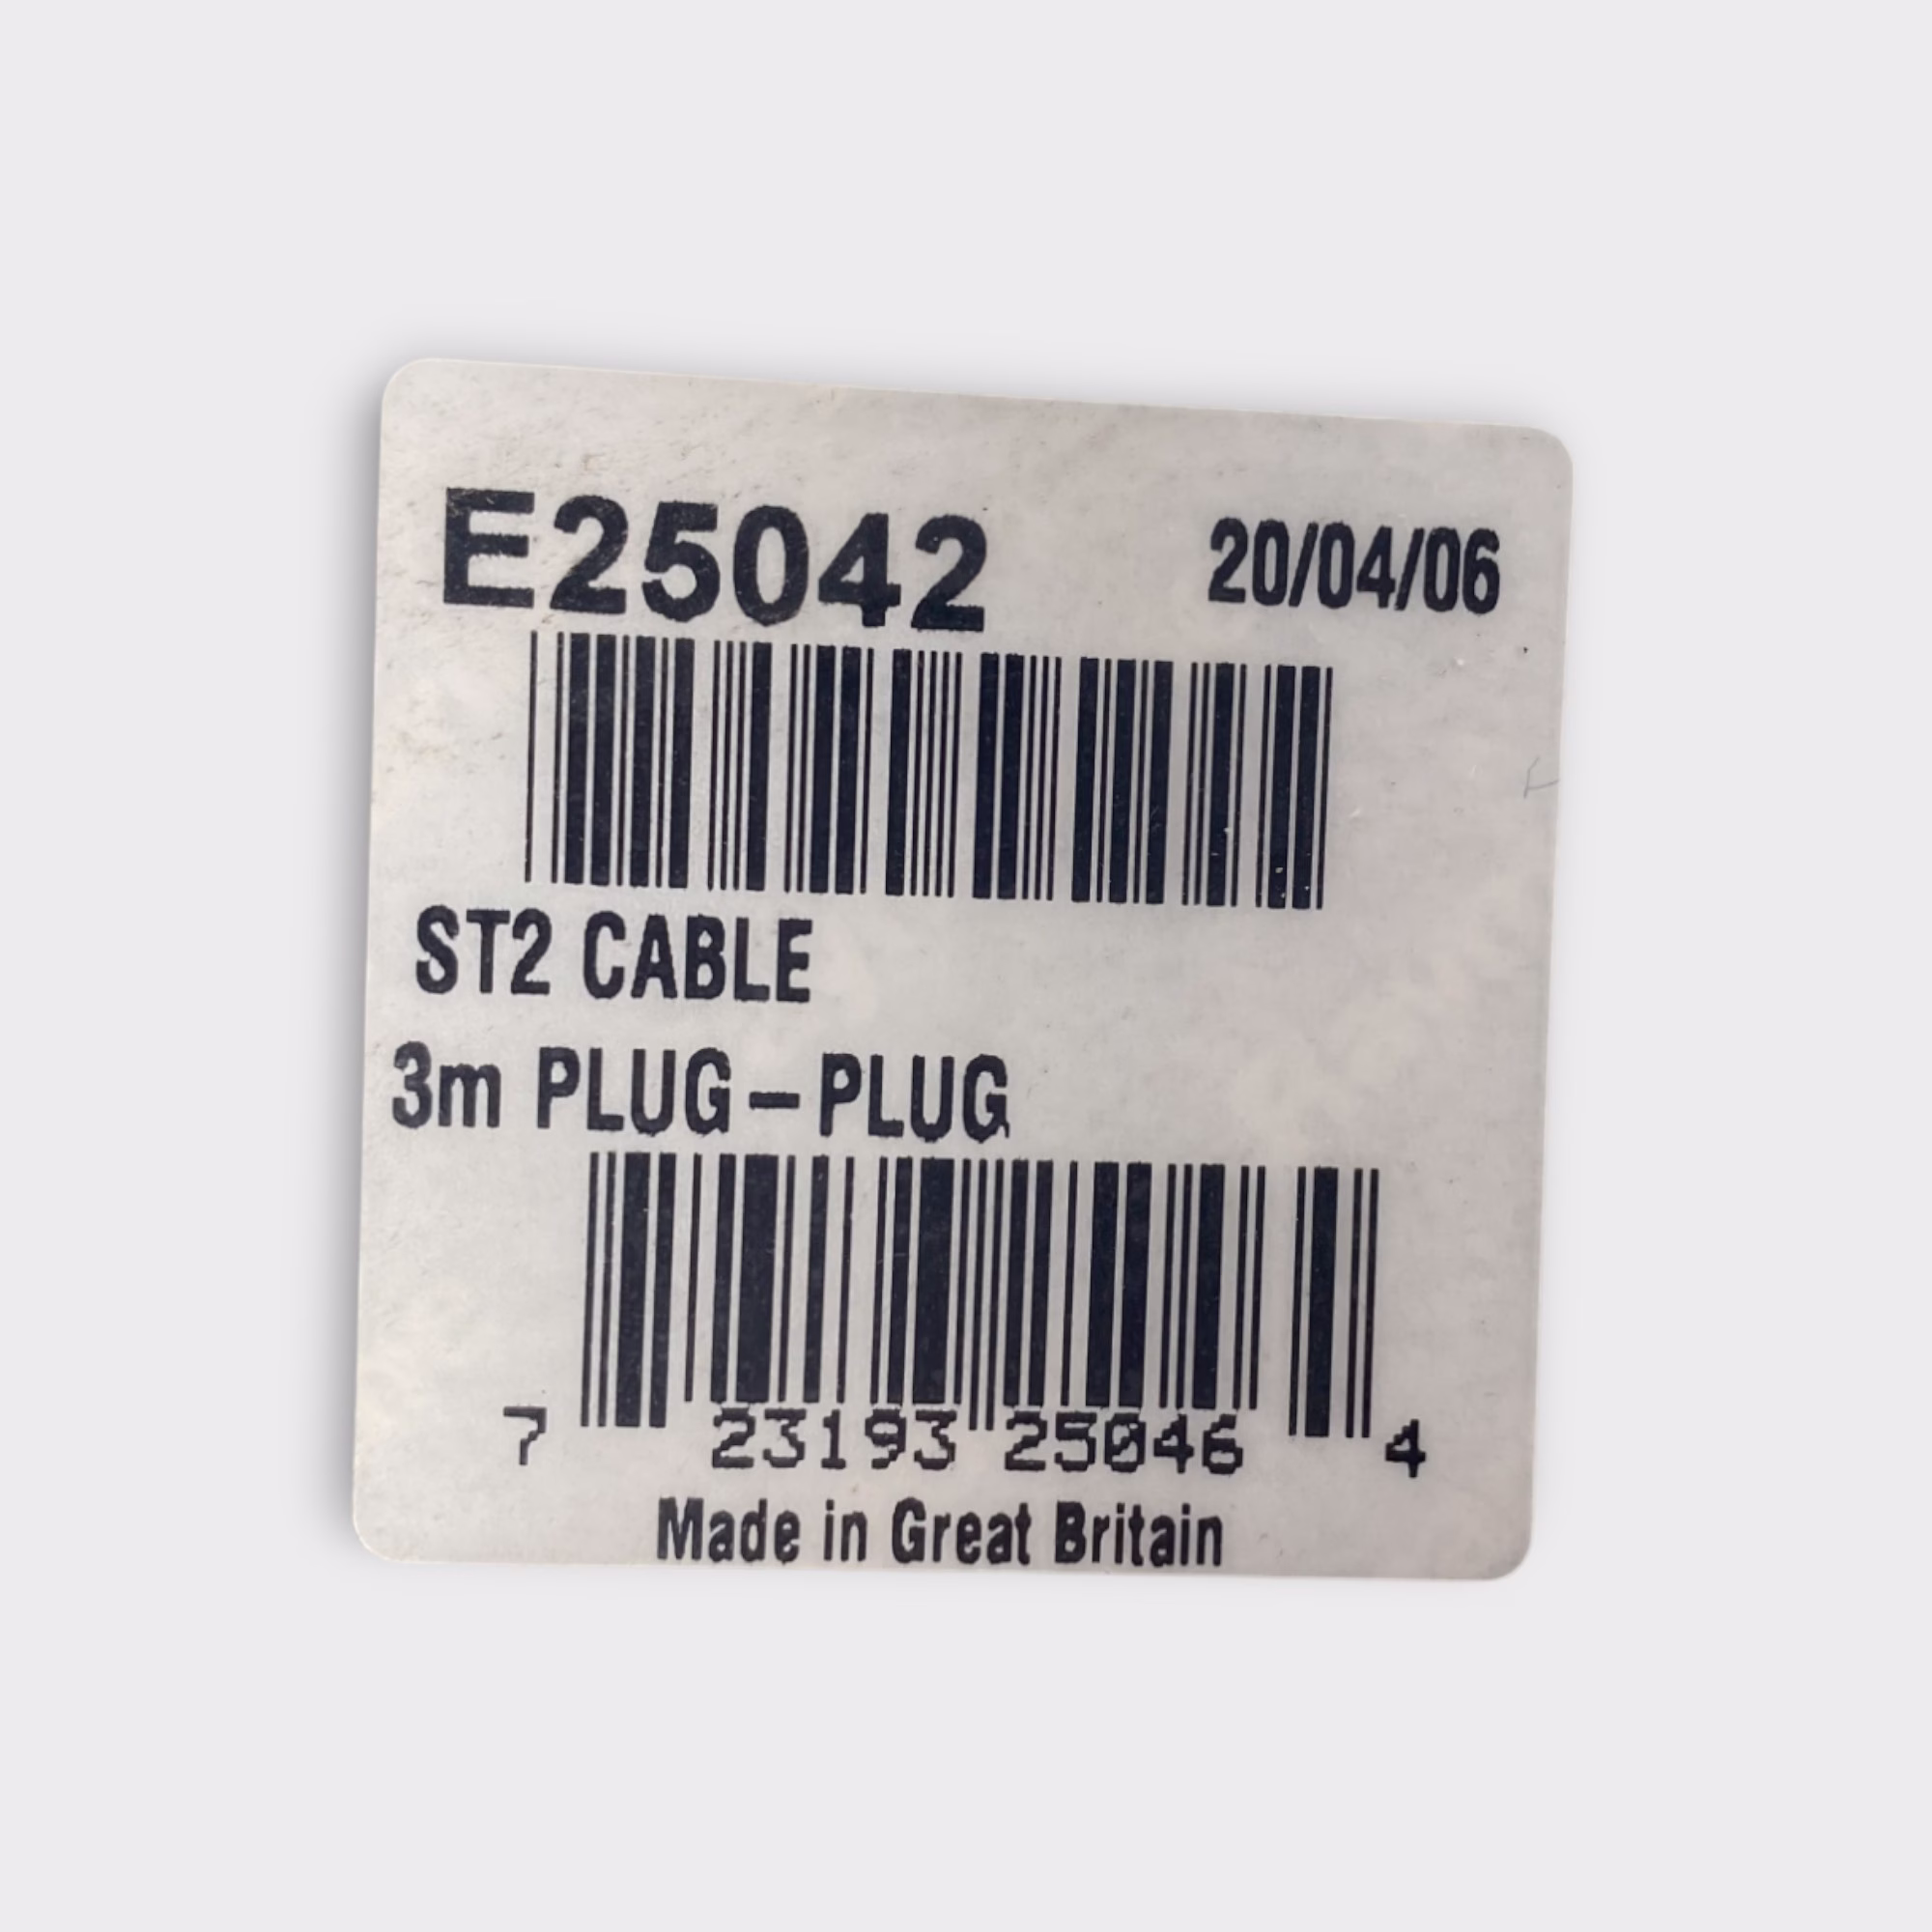 E25042 20/04/06
ST2 CABLE
3m PLUG-PLUG
7 23193 25046 4
Made in Great Britain